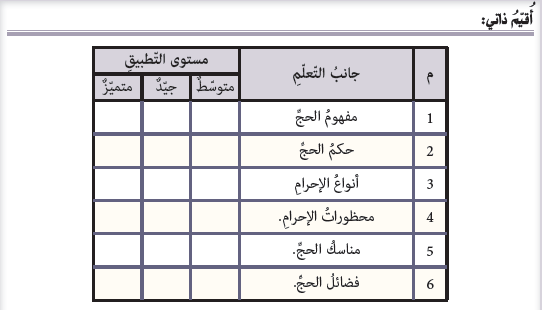 أُقيّمُ ذاتي:
م جانبُ التّعلّمِ مستوى التّطبيقِ
متوسّطٌ جيّدٌ متميّزٌ
1 مفهومُ الحجِّ
2 حكمُ الحجِّ
3 أنواعُ الإحرامِ
4 محظوراتُ الإحرامِ.
5 مناسكُ الحجِّ.
6 فضائلُ الحجِّ.